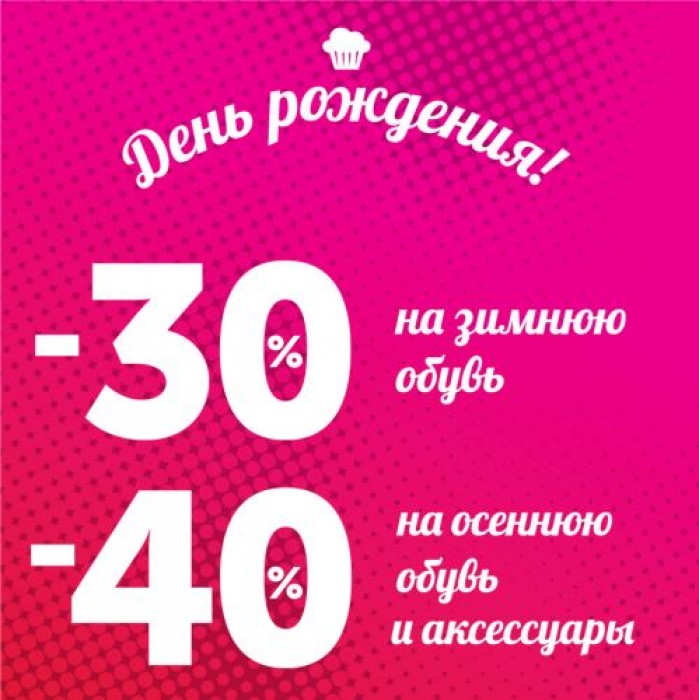 День рождения!
-30%
на зимнюю
обувь
-40%
на осеннюю
обувь
и аксессуары